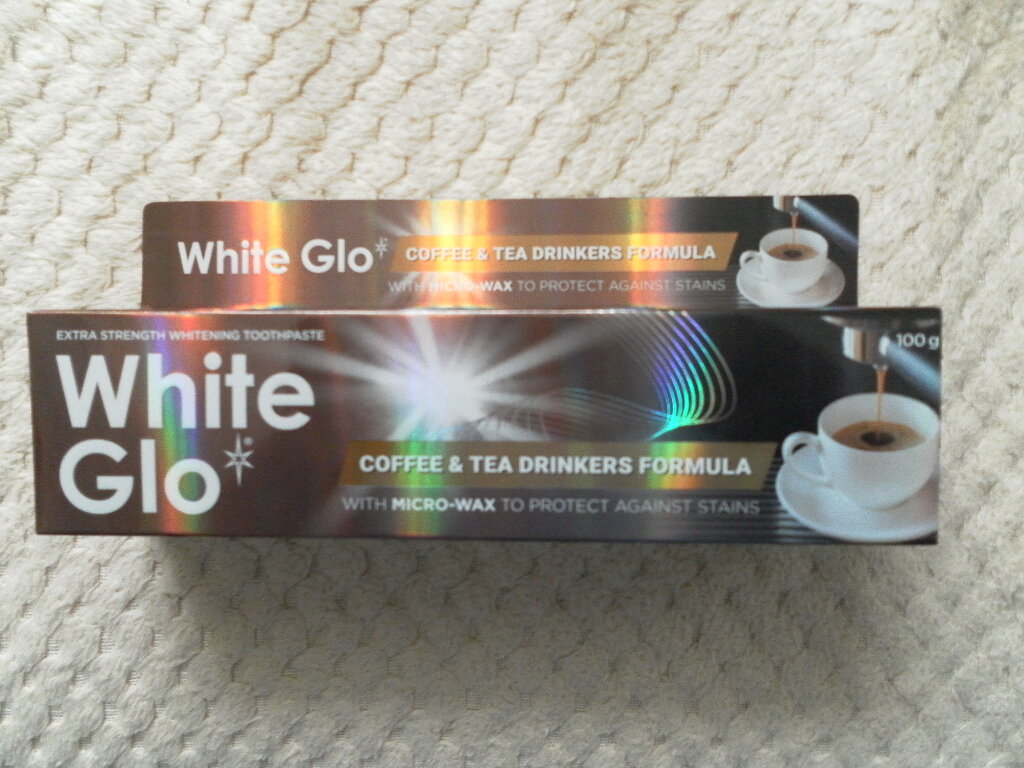 White Glo
COFFEE & TEA DRINKERS FORMULA
WITH MICRO-WAX TO PROTECT AGAINST STAINS
EXTRA STRENGTH WHITENING TOOTHPASTE
100g
White
Glo
COFFEE & TEA DRINKERS FORMULA
WITH MICRO-WAX TO PROTECT AGAINST STAINS